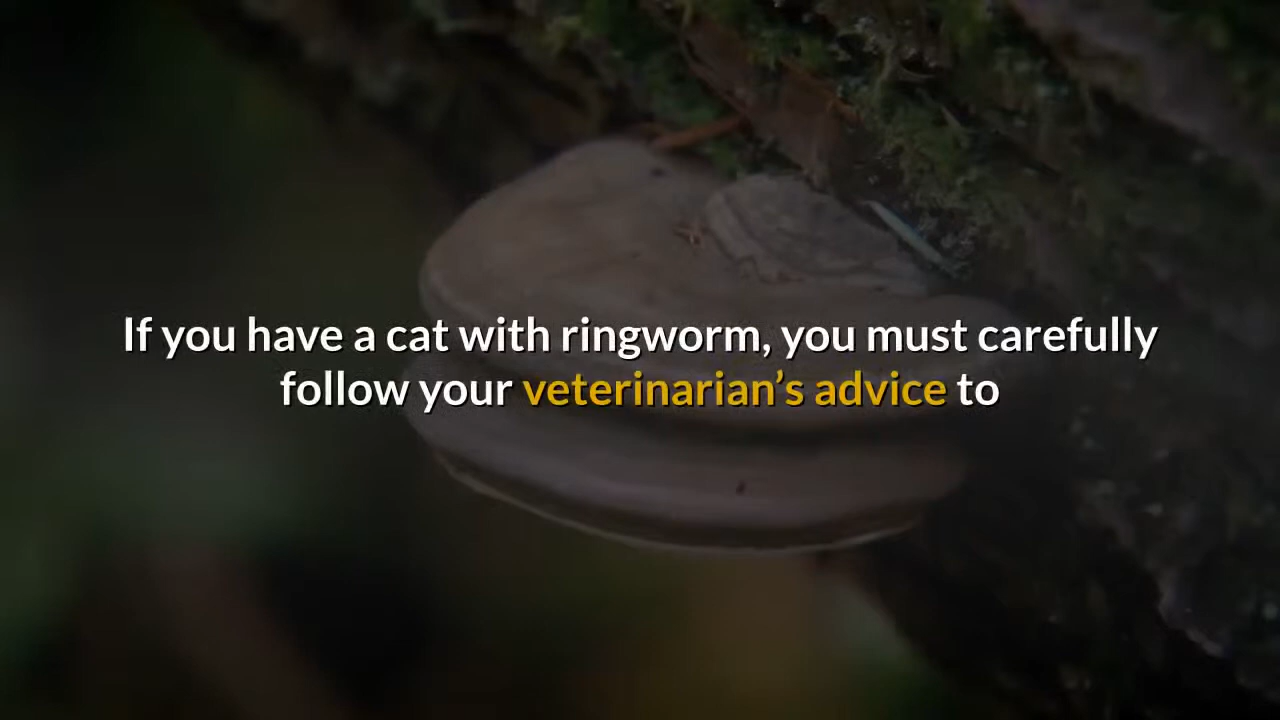 If you have a cat with ringworm, you must carefully
follow your veterinarian’s advice to